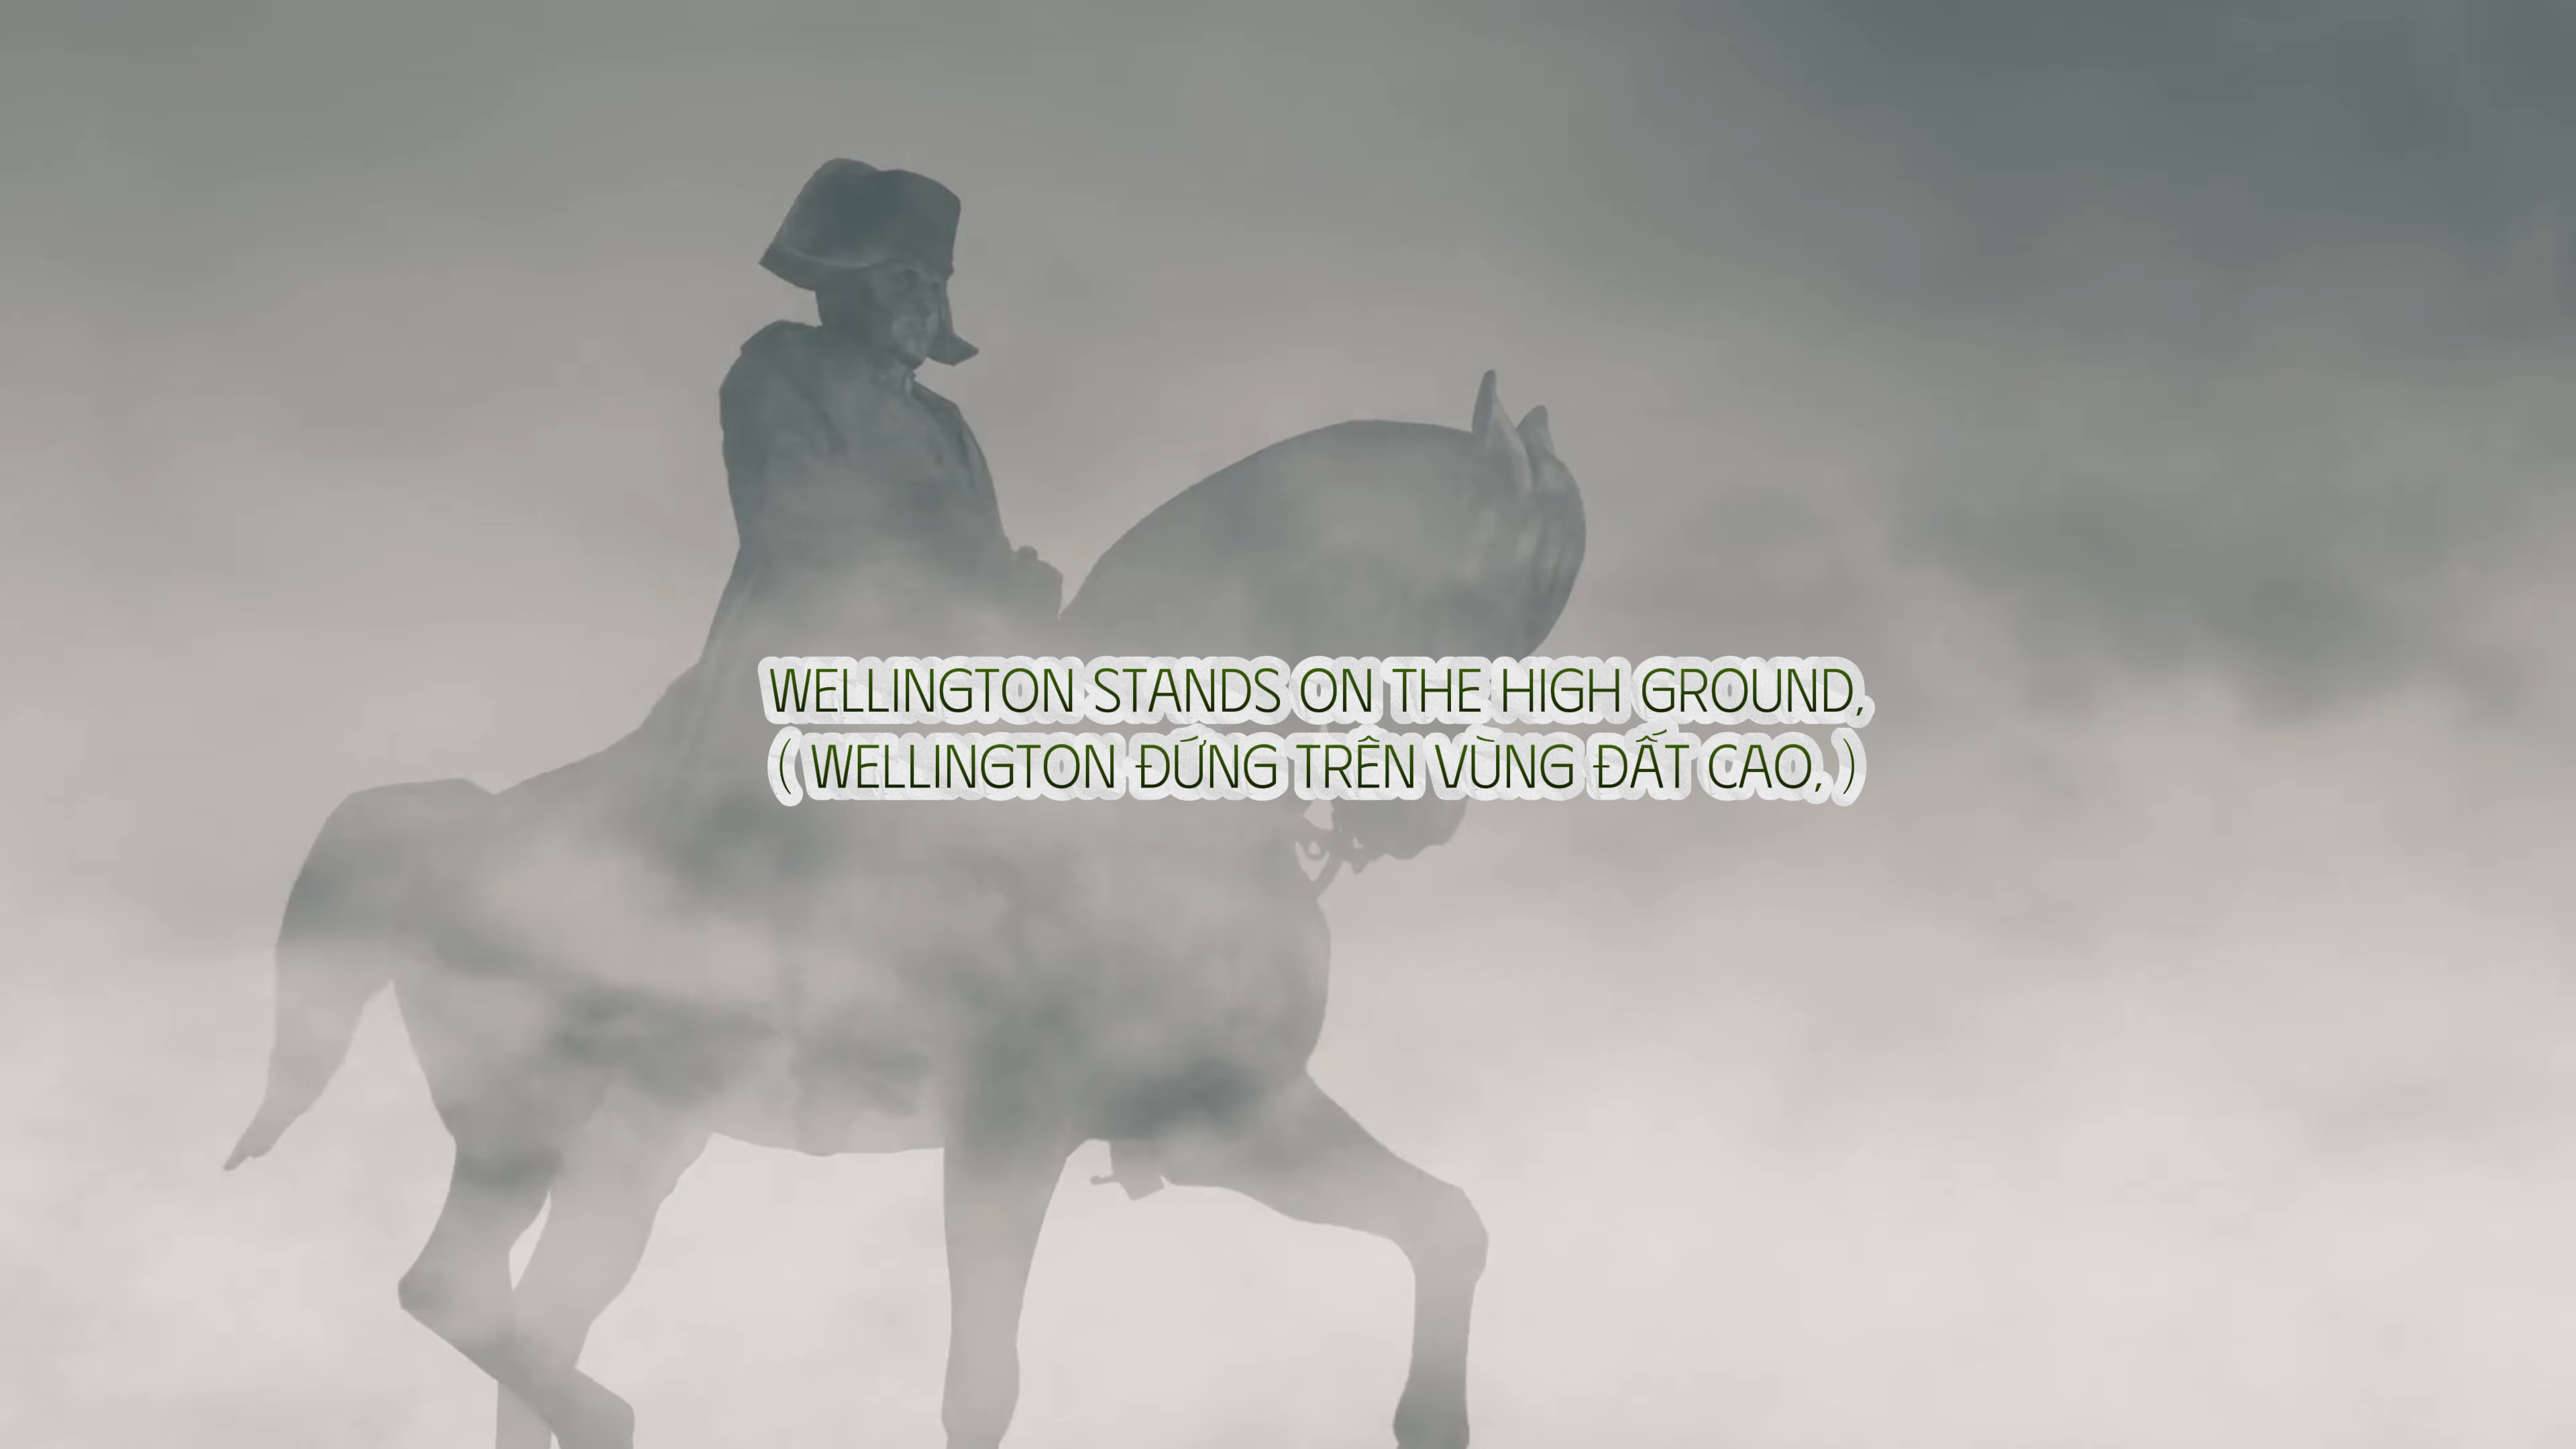 WELLINGTON STANDS ON THE HIGH GROUND,
( WELLINGTON ĐỨNG TRÊN VÙNG ĐẤT CAO, )